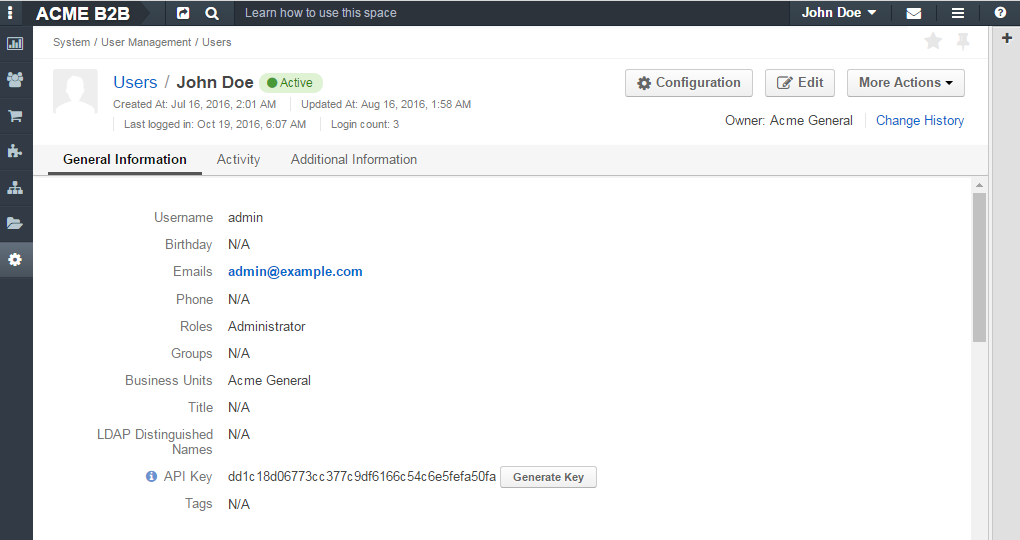 ACME B2B
Learn how to use this space
John Doe
System / User Management / Users
Users / John Doe Active
Configuration
Edit
More Actions
Created At: Jul 16, 2016, 2:01 AM
Updated At: Aug 16, 2016, 1:58 AM
Last logged in: Oct 19, 2016, 6:07 AM
Login count: 3
Owner: Acme General
Change History
General Information
Activity
Additional Information
Username admin
Birthday N/A
Emails admin@example.com
Phone N/A
Roles Administrator
Groups N/A
Business Units Acme General
Title N/A
LDAP Distinguished N/A
Names
API Key dd1c18d06773cc377c9df6166c54c6e5fefa50fa Generate Key
Tags N/A